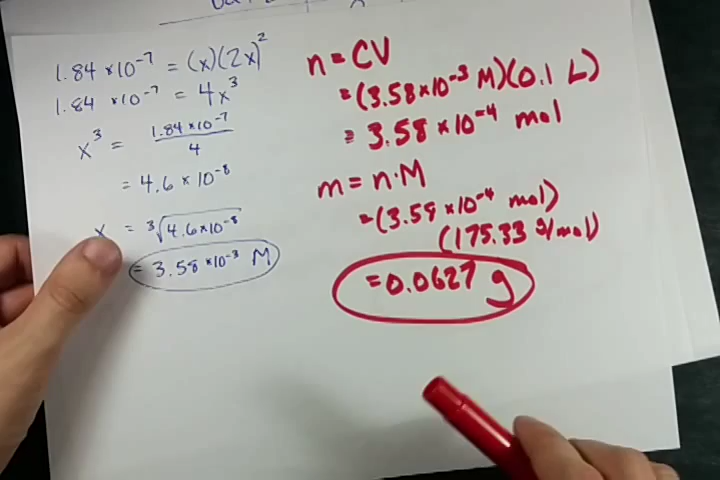 1.84 × 10⁻⁷ = (x)(2x)²
1.84 × 10⁻⁷ = 4x³
x³ = 1.84 × 10⁻⁷ / 4
= 4.6 × 10⁻⁸
x = ³√4.6 × 10⁻⁸
= 3.58 × 10⁻³ M
n = CV
= (3.58 × 10⁻³ M)(0.1 L)
= 3.58 × 10⁻⁴ mol
m = n · M
= (3.58 × 10⁻⁴ mol)
(175.33 g/mol)
= 0.0627 g